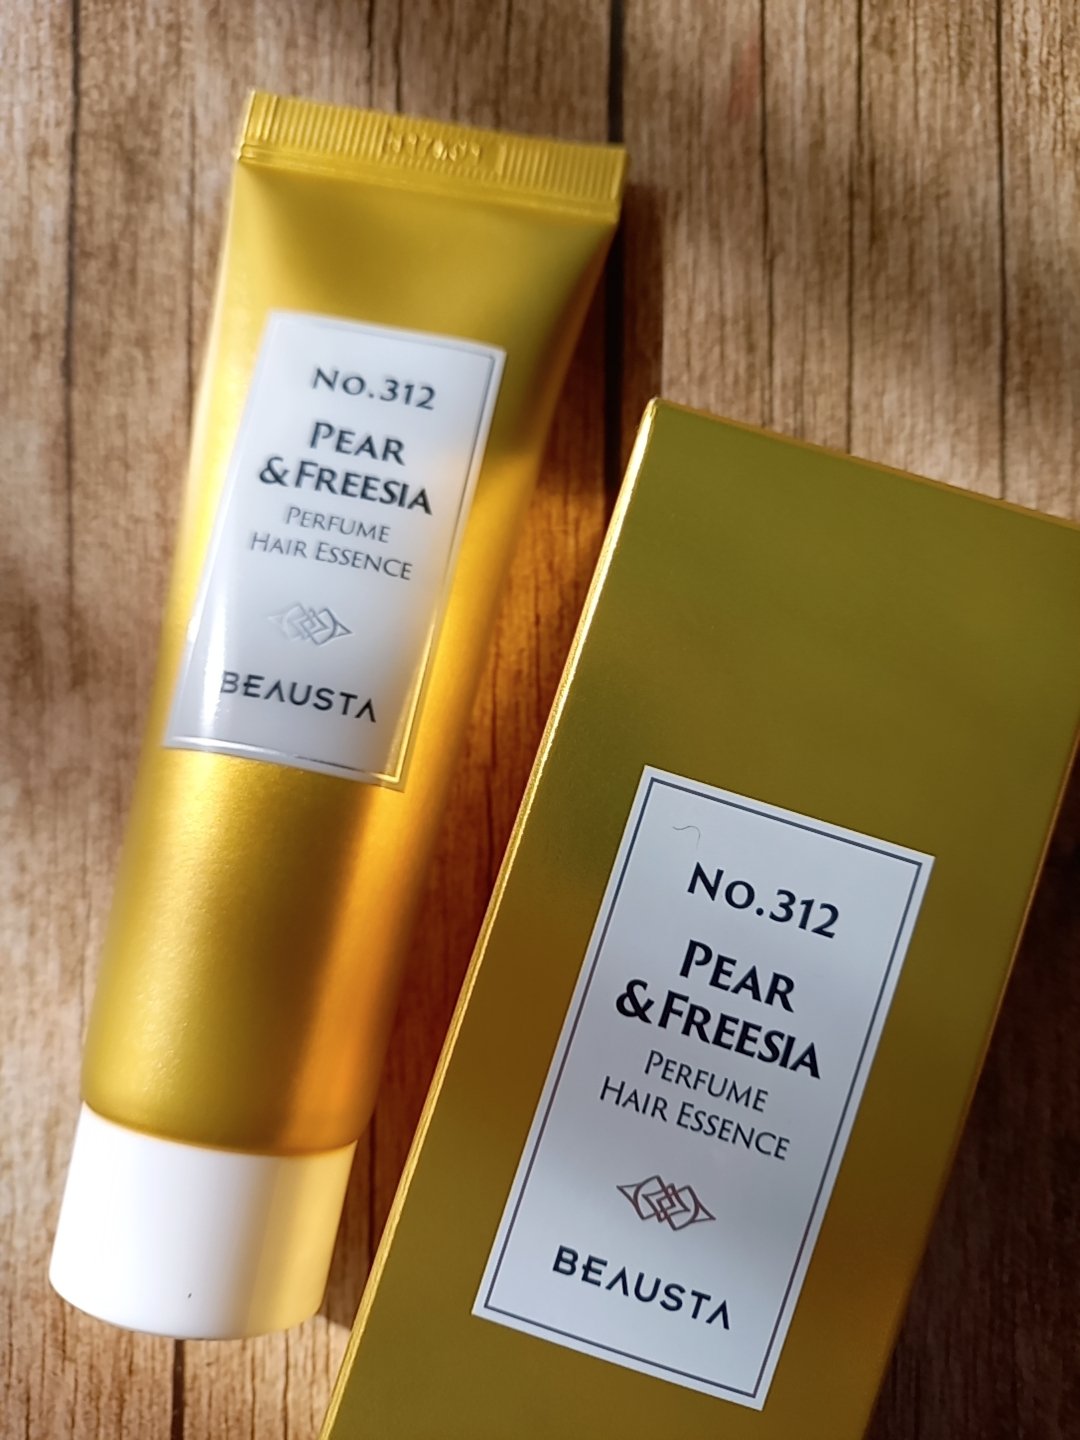 No.312
PEAR
&FREESIA
PERFUME
HAIR ESSENCE
BEAUSTA
No.312
PEAR
&FREESIA
PERFUME
HAIR ESSENCE
BEAUSTA